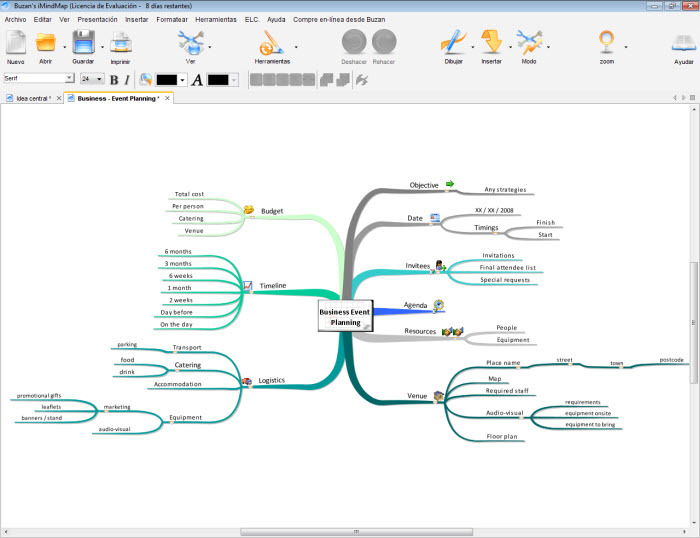 Buzan's iMindMap (Licencia de Evaluación - 8 días restantes)
Archivo Editar Ver Presentación Insertar Formatear Herramientas ELC. Ayuda Compre en-línea desde Buzan
Nuevo Abrir Guardar Imprimir Ver Herramientas Deshacer Rehacer Dibujar Insertar Modo zoom Ayudar
Serif 24 B I A
Idea central * Business - Event Planning *
Business Event
Planning
Objective
Any strategies
Date
XX / XX / 2008
Timings
Finish
Start
Invitees
Invitations
Final attendee list
Special requests
Agenda
Resources
People
Equipment
Venue
Place name
street
town
postcode
Map
Required staff
Audio-visual
requirements
equipment onsite
equipment to bring
Floor plan
Budget
Total cost
Per person
Catering
Venue
Timeline
6 months
3 months
6 weeks
1 month
2 weeks
Day before
On the day
Logistics
Transport
parking
Catering
food
drink
Accommodation
Equipment
marketing
promotional gifts
leaflets
banners / stand
audio-visual